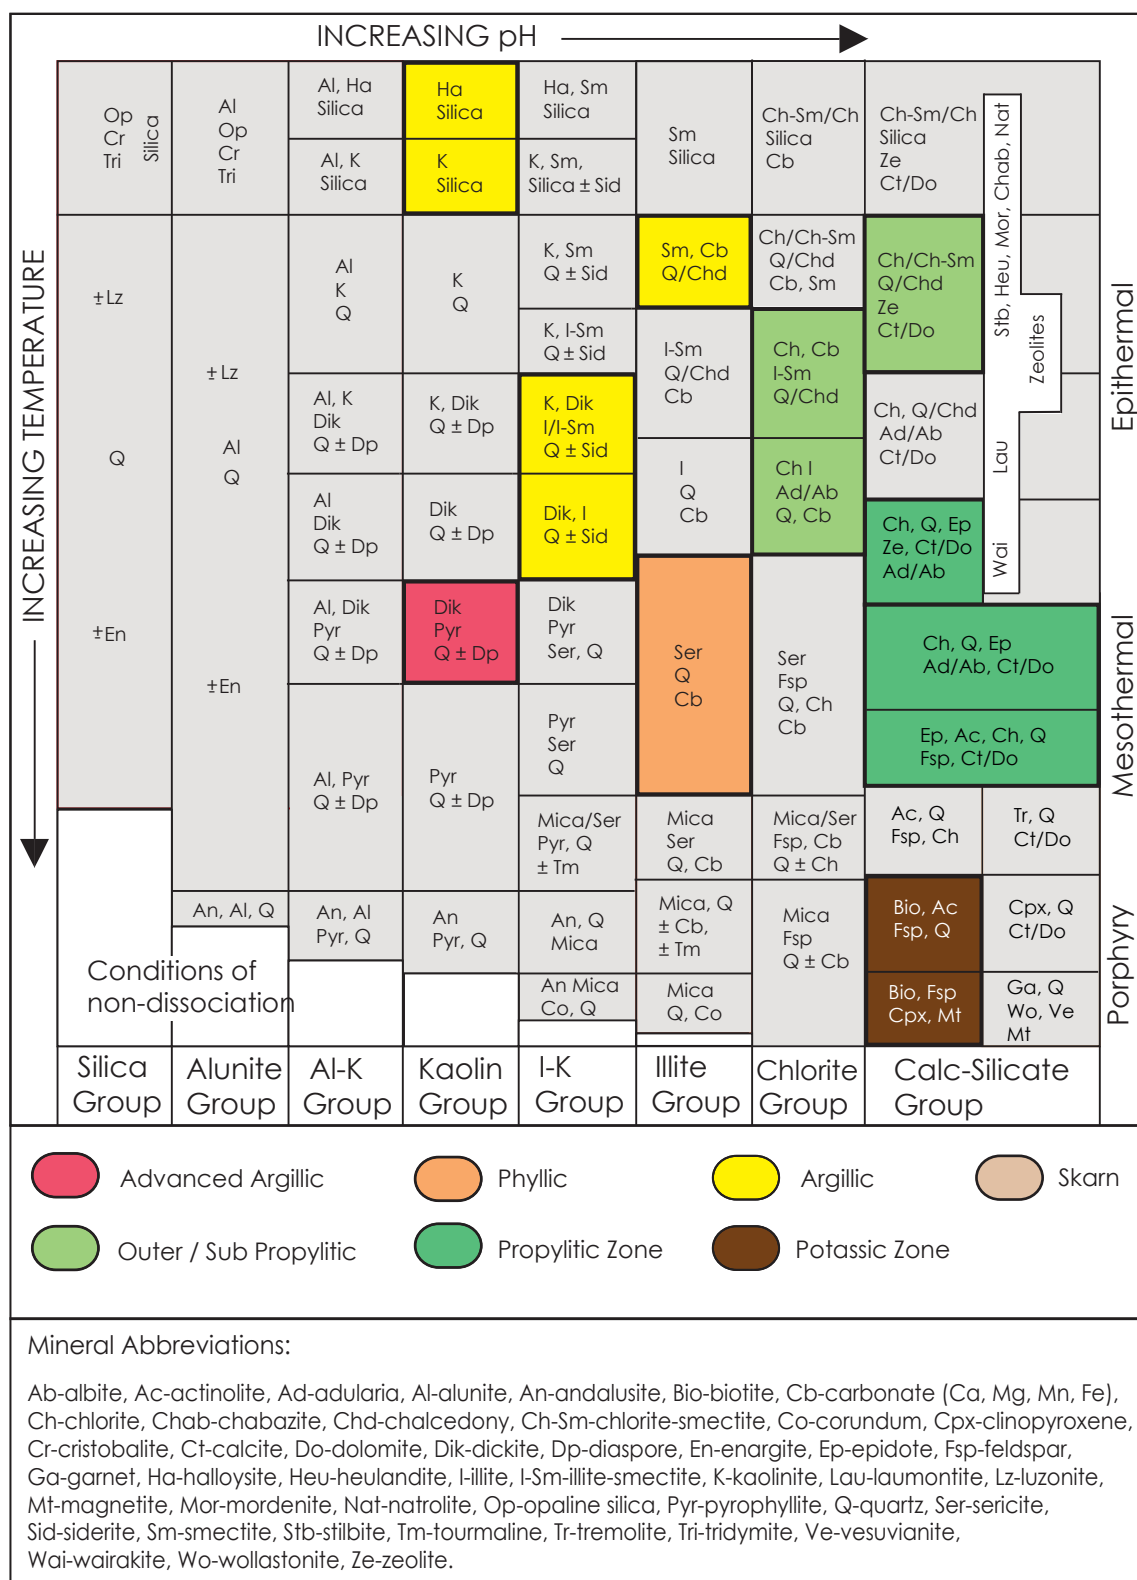 INCREASING pH
INCREASING TEMPERATURE
Op
Cr
Tri
Silica
± Lz
Q
± En
Conditions of
non-dissociation
Silica
Group
Al
Op
Cr
Tri
± Lz
Al
Q
± En
An, Al, Q
Alunite
Group
Al, Ha
Silica
Al, K
Silica
Al
K
Q
Al, K
Dik
Q ± Dp
Al
Dik
Q ± Dp
Al, Dik
Pyr
Q ± Dp
Al, Pyr
Q ± Dp
An, Al
Pyr, Q
Al-K
Group
Ha
Silica
K
Silica
K
Q
K, Dik
Q ± Dp
Dik
Q ± Dp
Dik
Pyr
Q ± Dp
Pyr
Q ± Dp
An
Pyr, Q
Kaolin
Group
Ha, Sm
Silica
K, Sm,
Silica ± Sid
K, Sm
Q ± Sid
K, I-Sm
Q ± Sid
K, Dik
I/I-Sm
Q ± Sid
Dik, I
Q ± Sid
Dik
Pyr
Ser, Q
Pyr
Ser
Q
Mica/Ser
Pyr, Q
± Tm
An, Q
Mica
An Mica
Co, Q
I-K
Group
Sm
Silica
Sm, Cb
Q/Chd
I-Sm
Q/Chd
Cb
I
Q
Cb
Ser
Q
Cb
Mica
Ser
Q, Cb
Mica, Q
± Cb,
± Tm
Mica
Q, Co
Illite
Group
Ch-Sm/Ch
Silica
Cb
Ch/Ch-Sm
Q/Chd
Cb, Sm
Ch, Cb
I-Sm
Q/Chd
Ch I
Ad/Ab
Q, Cb
Ser
Fsp
Q, Ch
Cb
Mica/Ser
Fsp, Cb
Q ± Ch
Mica
Fsp
Q ± Cb
Chlorite
Group
Ch-Sm/Ch
Silica
Ze
Ct/Do
Ch/Ch-Sm
Q/Chd
Ze
Ct/Do
Ch, Q/Chd
Ad/Ab
Ct/Do
Ch, Q, Ep
Ze, Ct/Do
Ad/Ab
Stb, Heu, Mor, Chab, Nat
Zeolites
Lau
Wai
Ch, Q, Ep
Ad/Ab, Ct/Do
Ep, Ac, Ch, Q
Fsp, Ct/Do
Ac, Q
Fsp, Ch
Tr, Q
Ct/Do
Bio, Ac
Fsp, Q
Cpx, Q
Ct/Do
Bio, Fsp
Cpx, Mt
Ga, Q
Wo, Ve
Mt
Calc-Silicate
Group
Epithermal
Mesothermal
Porphyry
Advanced Argillic
Phyllic
Argillic
Skarn
Outer / Sub Propylitic
Propylitic Zone
Potassic Zone
Mineral Abbreviations:
Ab-albite, Ac-actinolite, Ad-adularia, Al-alunite, An-andalusite, Bio-biotite, Cb-carbonate (Ca, Mg, Mn, Fe),
Ch-chlorite, Chab-chabazite, Chd-chalcedony, Ch-Sm-chlorite-smectite, Co-corundum, Cpx-clinopyroxene,
Cr-cristobalite, Ct-calcite, Do-dolomite, Dik-dickite, Dp-diaspore, En-enargite, Ep-epidote, Fsp-feldspar,
Ga-garnet, Ha-halloysite, Heu-heulandite, I-illite, I-Sm-illite-smectite, K-kaolinite, Lau-laumontite, Lz-luzonite,
Mt-magnetite, Mor-mordenite, Nat-natrolite, Op-opaline silica, Pyr-pyrophyllite, Q-quartz, Ser-sericite,
Sid-siderite, Sm-smectite, Stb-stilbite, Tm-tourmaline, Tr-tremolite, Tri-tridymite, Ve-vesuvianite,
Wai-wairakite, Wo-wollastonite, Ze-zeolite.